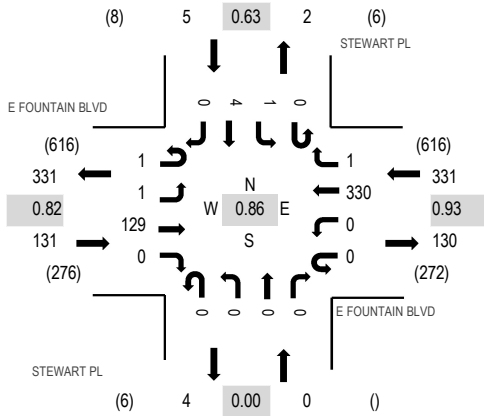 (8) 5 0.63 2 (6)
STEWART PL
E FOUNTAIN BLVD
0 4 1 0
(616) (616)
331 1 1 331
1 N 330
0.82 W 0.86 E 0.93
129 S 0
131 0 0 130
(276) (272)
0 0 0 0
E FOUNTAIN BLVD
STEWART PL
(6) 4 0.00 0 ()